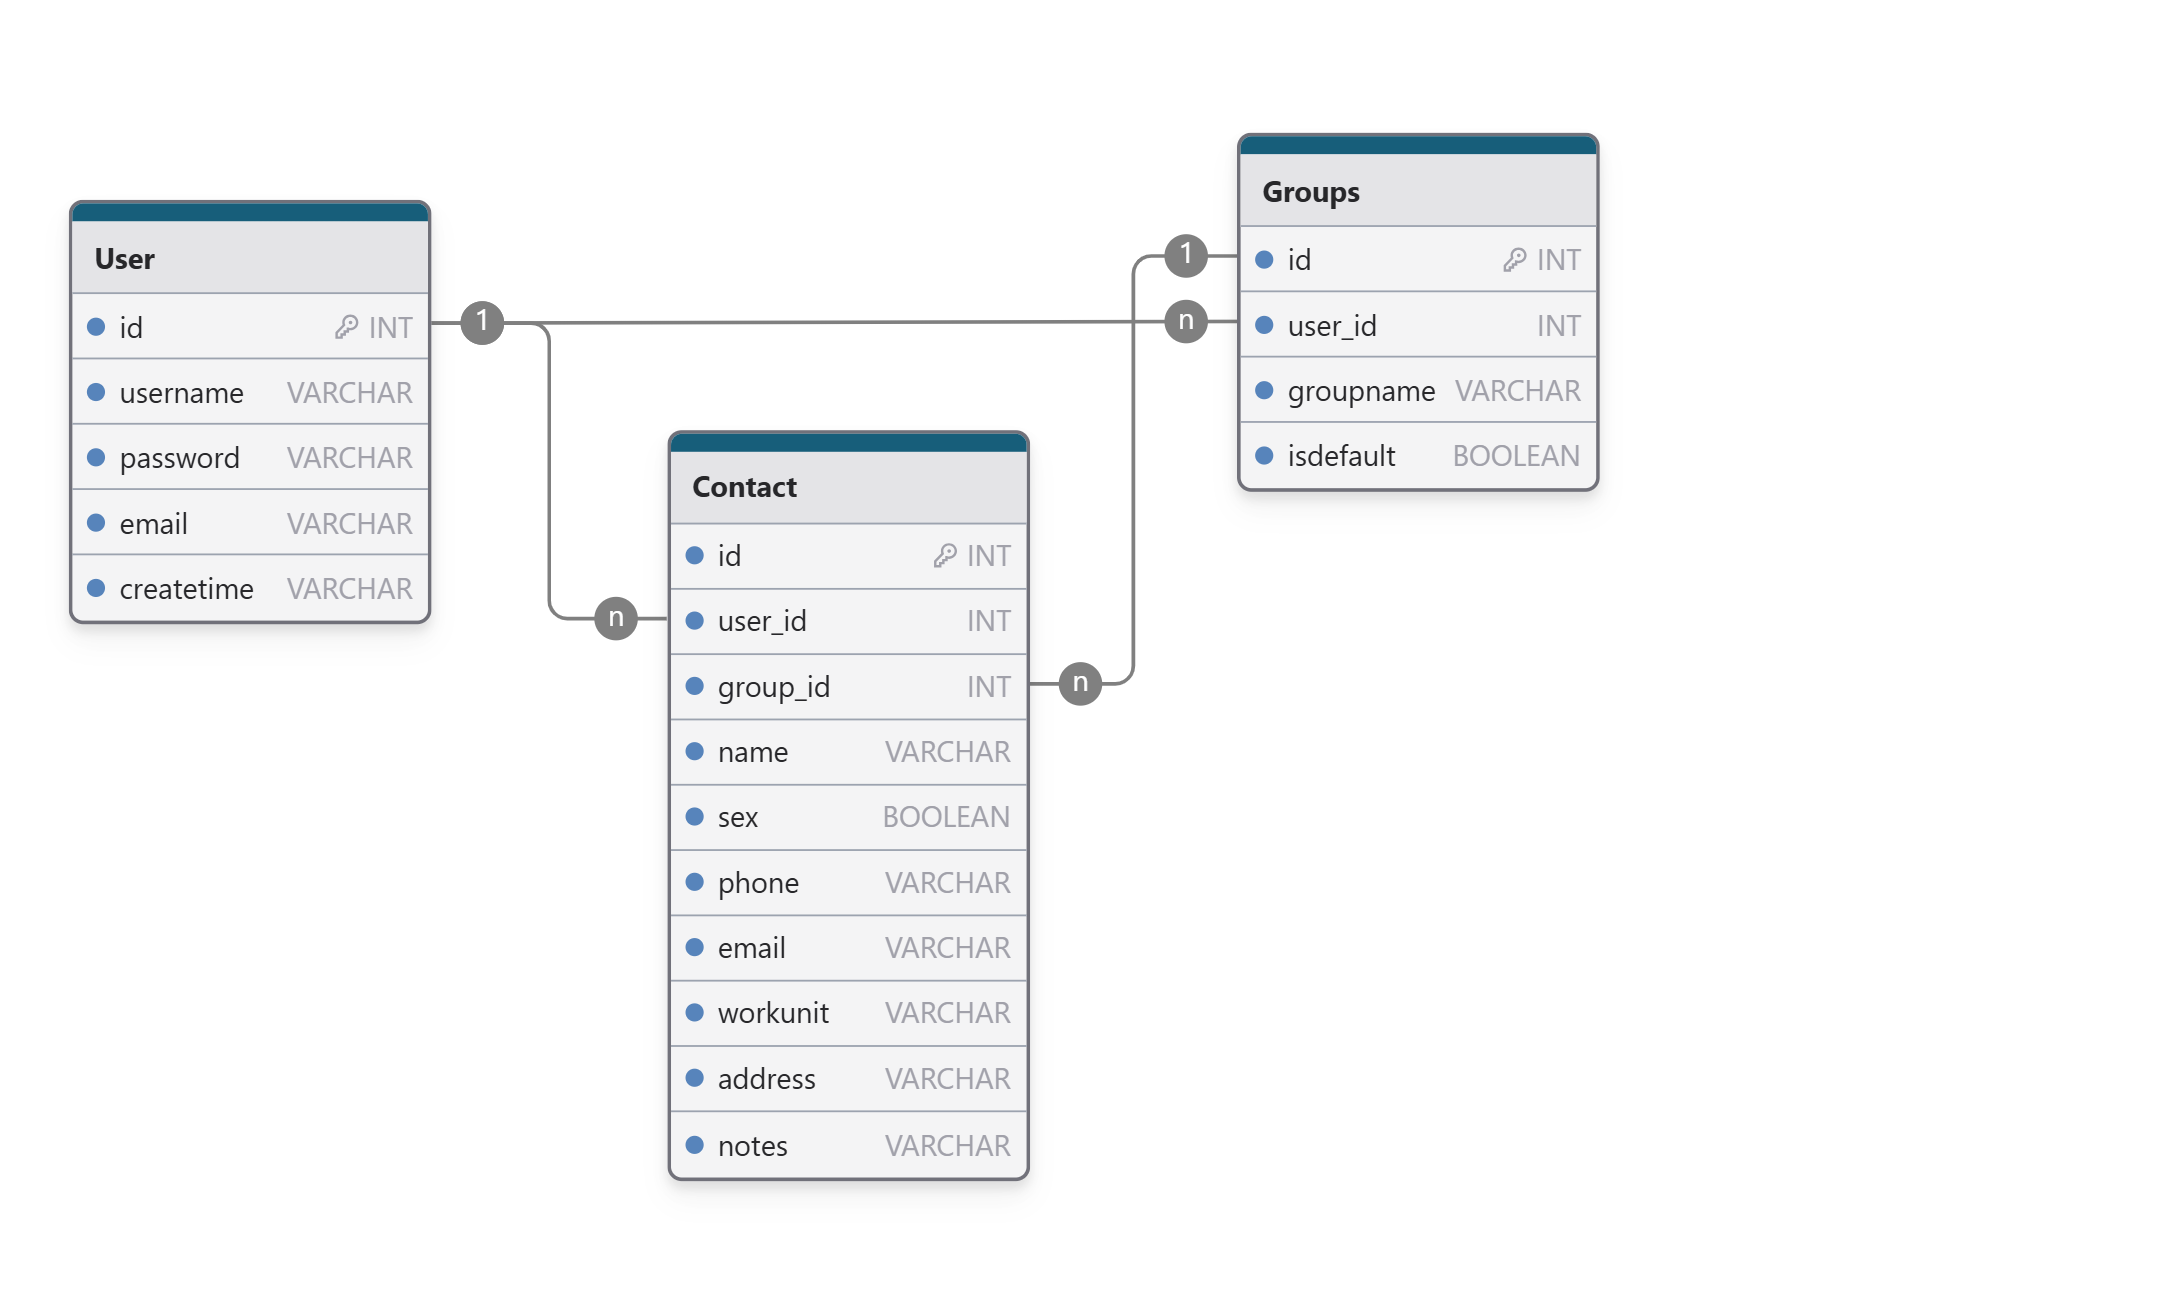 User
id INT
username VARCHAR
password VARCHAR
email VARCHAR
createtime VARCHAR
1
n
1
n
n
Contact
id INT
user_id INT
group_id INT
name VARCHAR
sex BOOLEAN
phone VARCHAR
email VARCHAR
workunit VARCHAR
address VARCHAR
notes VARCHAR
Groups
id INT
user_id INT
groupname VARCHAR
isdefault BOOLEAN